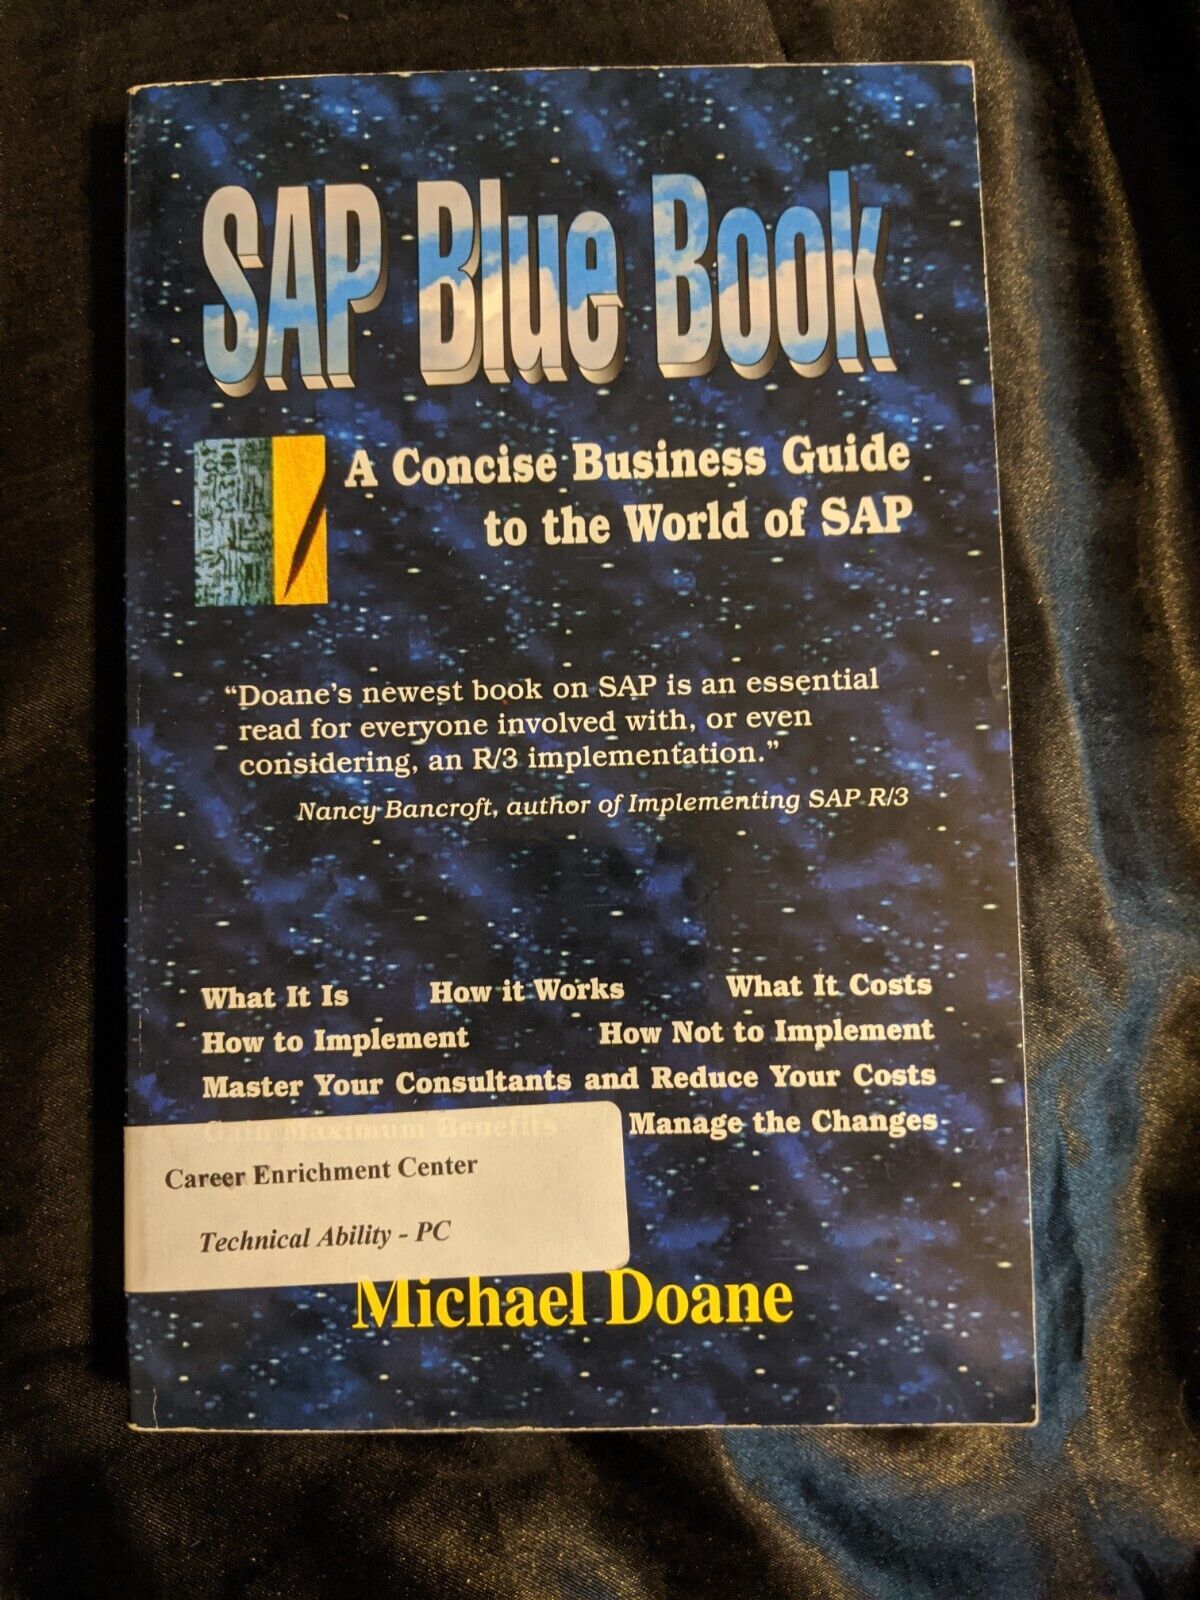 SAP Blue Book
A Concise Business Guide
to the World of SAP
“Doane's newest book on SAP is an essential
read for everyone involved with, or even
considering, an R/3 implementation.”
Nancy Bancroft, author of Implementing SAP R/3
What It Is How it Works What It Costs
How to Implement How Not to Implement
Master Your Consultants and Reduce Your Costs
Gain Maximum Benefits Manage the Changes
Career Enrichment Center
Technical Ability - PC
Michael Doane